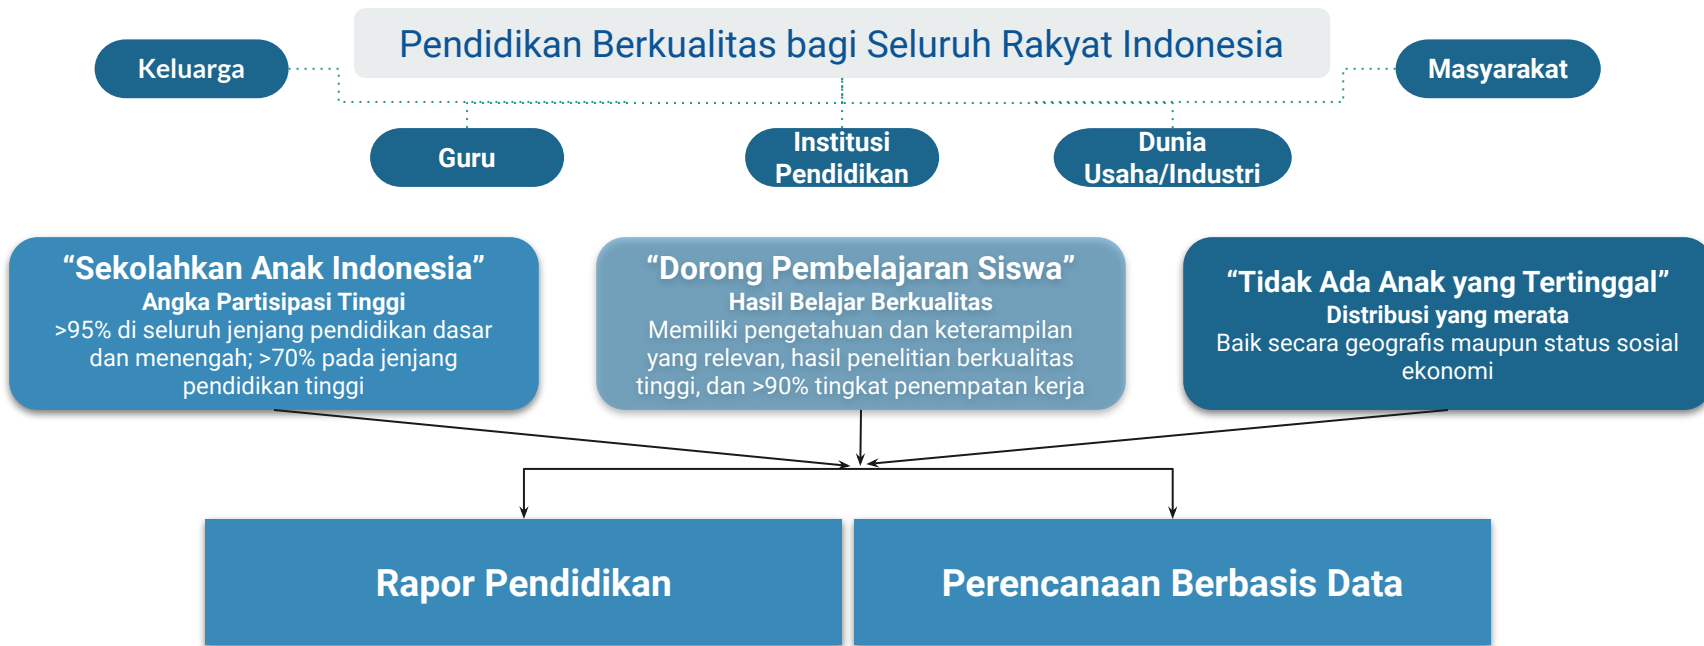 Pendidikan Berkualitas bagi Seluruh Rakyat Indonesia
Keluarga
Masyarakat
Guru
Institusi
Pendidikan
Dunia
Usaha/Industri
“Sekolahkan Anak Indonesia”
Angka Partisipasi Tinggi
>95% di seluruh jenjang pendidikan dasar
dan menengah; >70% pada jenjang
pendidikan tinggi
“Dorong Pembelajaran Siswa”
Hasil Belajar Berkualitas
Memiliki pengetahuan dan keterampilan
yang relevan, hasil penelitian berkualitas
tinggi, dan >90% tingkat penempatan kerja
“Tidak Ada Anak yang Tertinggal”
Distribusi yang merata
Baik secara geografis maupun status sosial
ekonomi
Rapor Pendidikan
Perencanaan Berbasis Data